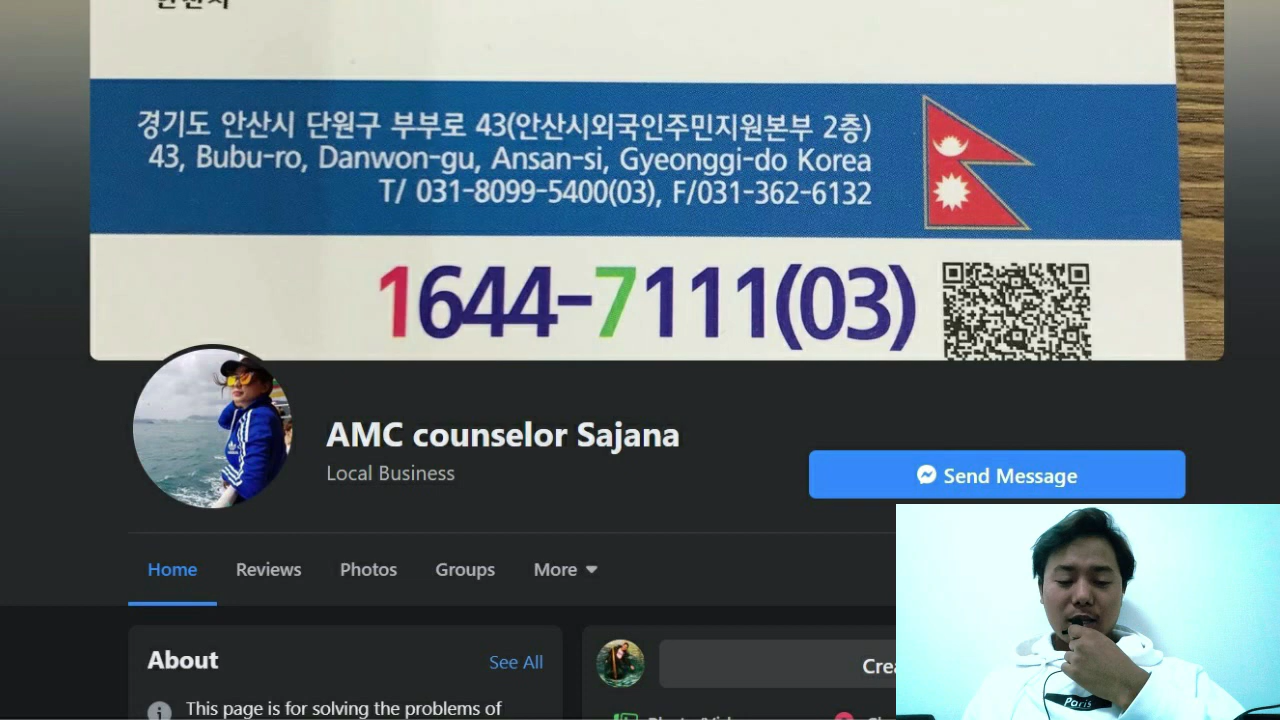 경기도 안산시 단원구 부부로 43(안산시외국인주민지원본부 2층)
43, Bubu-ro, Danwon-gu, Ansan-si, Gyeonggi-do Korea
T/ 031-8099-5400(03), F/031-362-6132
1644-7111(03)
AMC counselor Sajana
Local Business
Send Message
Home Reviews Photos Groups More
About See All
This page is for solving the problems of
Paris